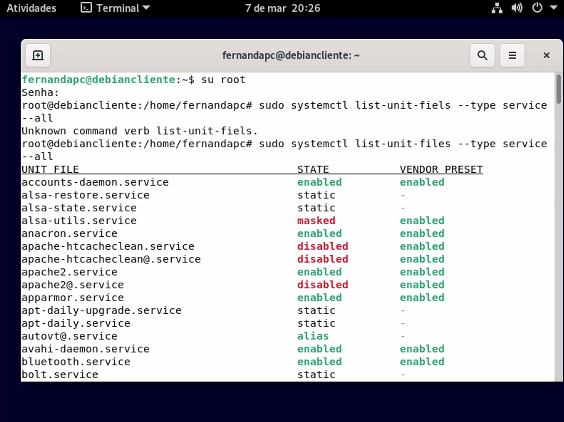 Atividades Terminal 7 de mar 20:26
fernandapc@debiancliente: ~
fernandapc@debiancliente:~$ su root
Senha:
root@debiancliente:/home/fernandapc# sudo systemctl list-unit-fiels --type service
--all
Unknown command verb list-unit-fiels.
root@debiancliente:/home/fernandapc# sudo systemctl list-unit-files --type service
--all
UNIT FILE STATE VENDOR PRESET
accounts-daemon.service enabled enabled
alsa-restore.service static -
alsa-state.service static -
alsa-utils.service masked enabled
anacron.service enabled enabled
apache-htcacheclean.service disabled enabled
apache-htcacheclean@.service disabled enabled
apache2.service enabled enabled
apache2@.service disabled enabled
apparmor.service enabled enabled
apt-daily-upgrade.service static -
apt-daily.service static -
autovt@.service alias -
avahi-daemon.service enabled enabled
bluetooth.service enabled enabled
bolt.service static -